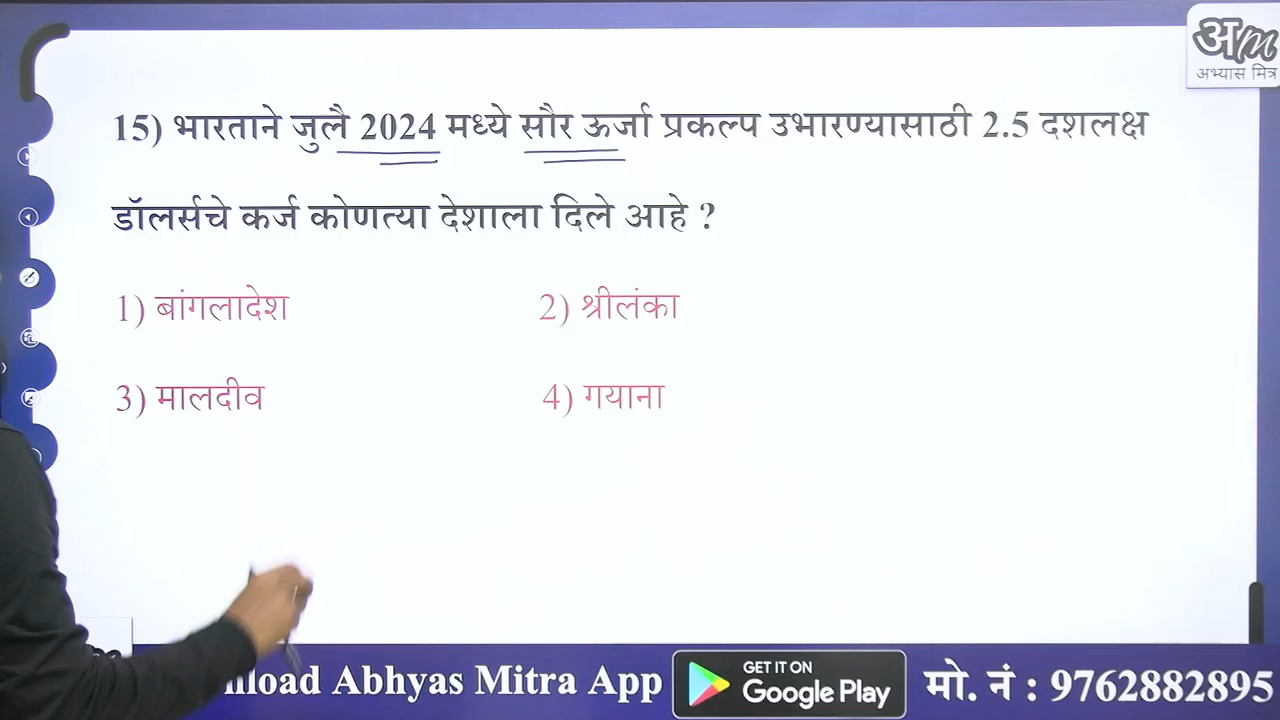 अm
अभ्यास मित्र
15) भारताने जुलै 2024 मध्ये सौर ऊर्जा प्रकल्प उभारण्यासाठी 2.5 दशलक्ष
डॉलर्सचे कर्ज कोणत्या देशाला दिले आहे ?
1) बांगलादेश 2) श्रीलंका
3) मालदीव 4) गयाना
nload Abhyas Mitra App GET IT ON Google Play मो. नं : 9762882895